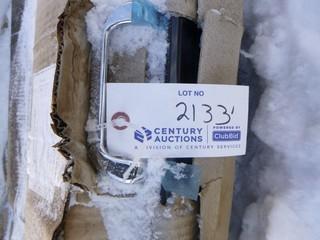 LOT NO
2133'
CENTURY AUCTIONS
POWERED BY
ClubBid
A DIVISION OF CENTURY SERVICES